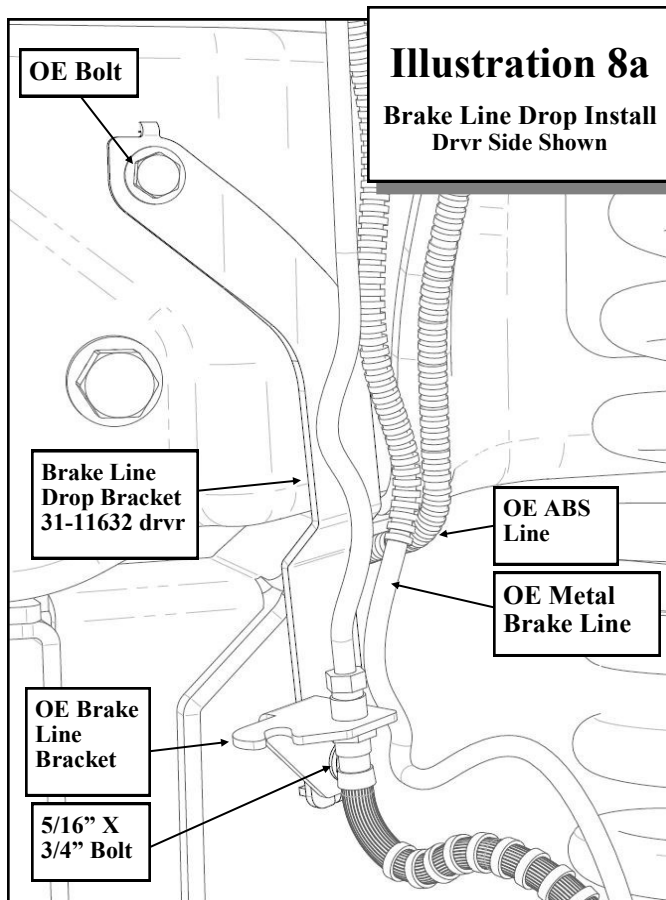 Illustration 8a
Brake Line Drop Install
Drvr Side Shown
OE Bolt
Brake Line
Drop Bracket
31-11632 drvr
OE ABS
Line
OE Metal
Brake Line
OE Brake
Line
Bracket
5/16” X
3/4” Bolt